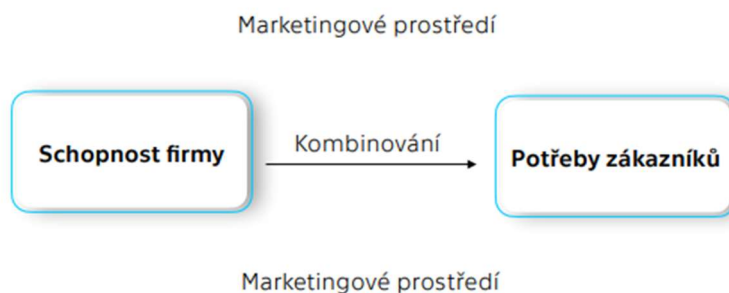 Marketingové prostředí
Schopnost firmy
Kombinování
Potřeby zákazníků
Marketingové prostředí